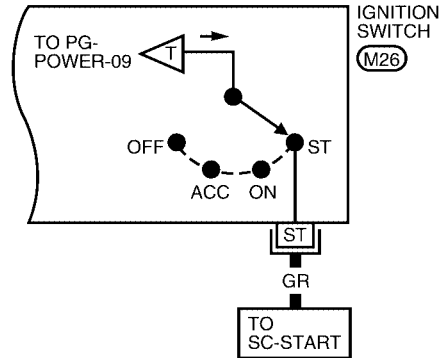 IGNITION
SWITCH
M26
TO PG-
POWER-09
T
OFF
ACC
ON
ST
ST
GR
TO
SC-START